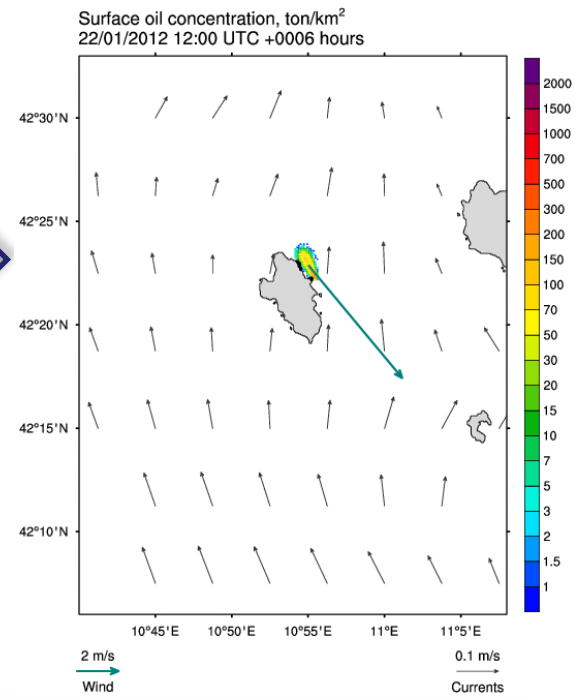 Surface oil concentration, ton/km²
22/01/2012 12:00 UTC +0006 hours
42°30'N
42°25'N
42°20'N
42°15'N
42°10'N
10°45'E 10°50'E 10°55'E 11°E 11°5'E
2000
1500
1000
700
500
300
200
150
100
70
50
30
20
15
10
7
5
3
2
1.5
1
2 m/s
Wind
0.1 m/s
Currents